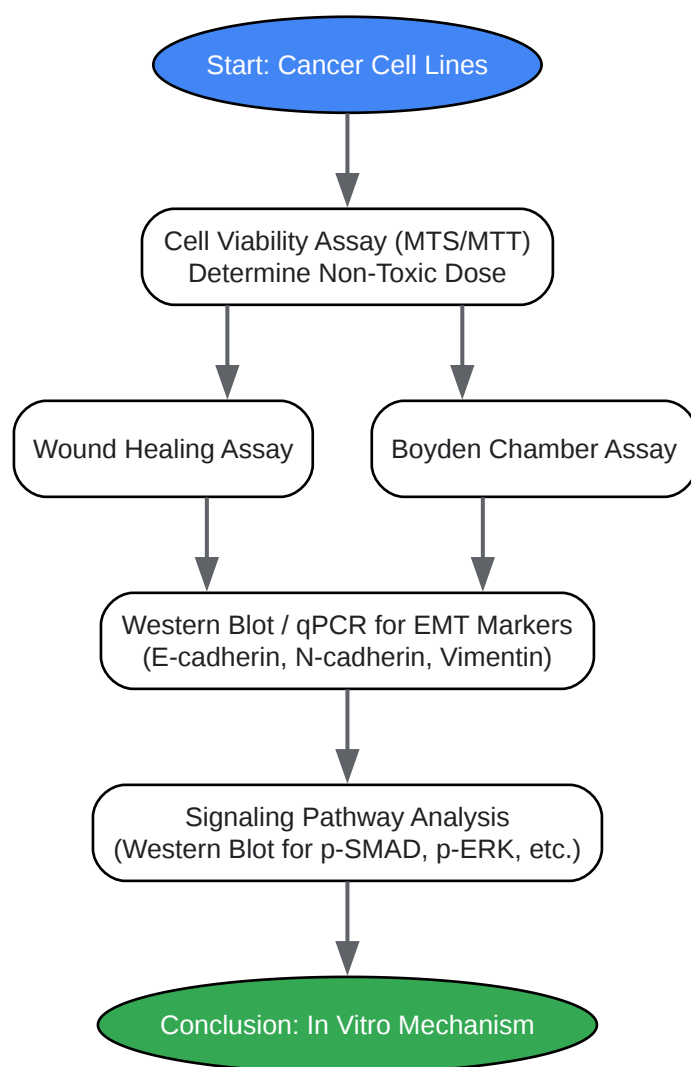 Start: Cancer Cell Lines
Cell Viability Assay (MTS/MTT)
Determine Non-Toxic Dose
Wound Healing Assay
Boyden Chamber Assay
Western Blot / qPCR for EMT Markers
(E-cadherin, N-cadherin, Vimentin)
Signaling Pathway Analysis
(Western Blot for p-SMAD, p-ERK, etc.)
Conclusion: In Vitro Mechanism